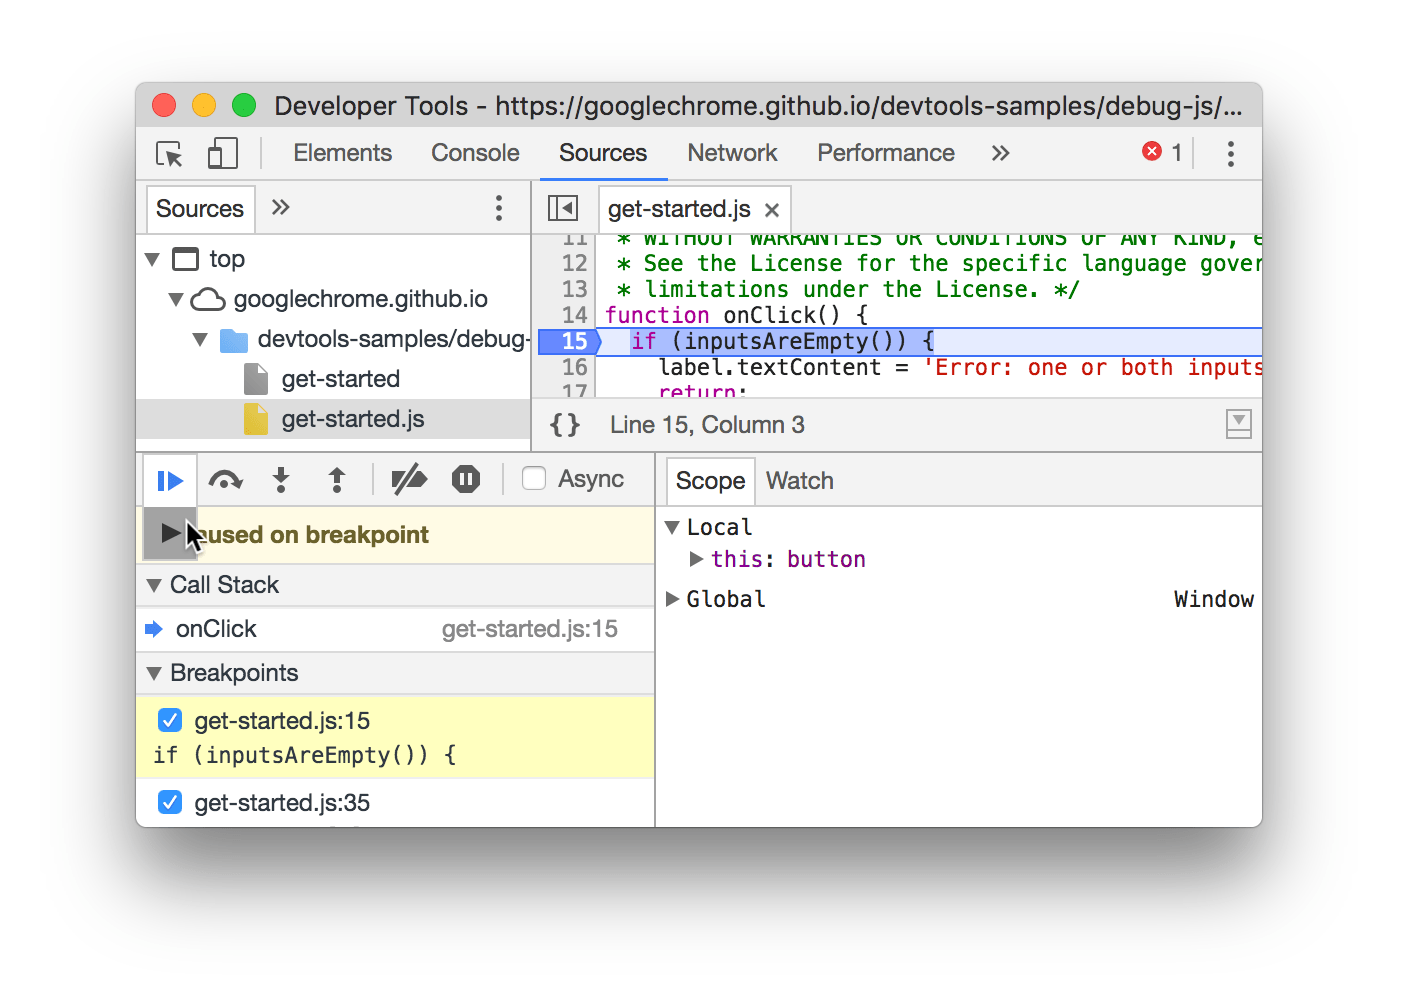 Developer Tools - https://googlechrome.github.io/devtools-samples/debug-js/...
Elements Console Sources Network Performance » 1
Sources »
get-started.js ×
top
googlechrome.github.io
devtools-samples/debug-
get-started
get-started.js
11 * WITHOUT WARRANTIES OR CONDITIONS OF ANY KIND, e
12 * See the License for the specific language gover
13 * limitations under the License. */
14 function onClick() {
15 if (inputsAreEmpty()) {
16 label.textContent = 'Error: one or both inputs
17 return;
{} Line 15, Column 3
Async
aused on breakpoint
Call Stack
onClick get-started.js:15
Breakpoints
get-started.js:15
if (inputsAreEmpty()) {
get-started.js:35
Scope Watch
Local
this: button
Global Window